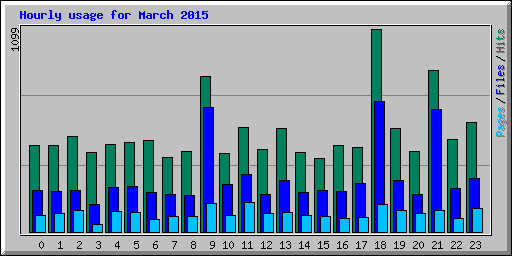 Hourly usage for March 2015
1099
Pages / Files / Hits
0 1 2 3 4 5 6 7 8 9 10 11 12 13 14 15 16 17 18 19 20 21 22 23